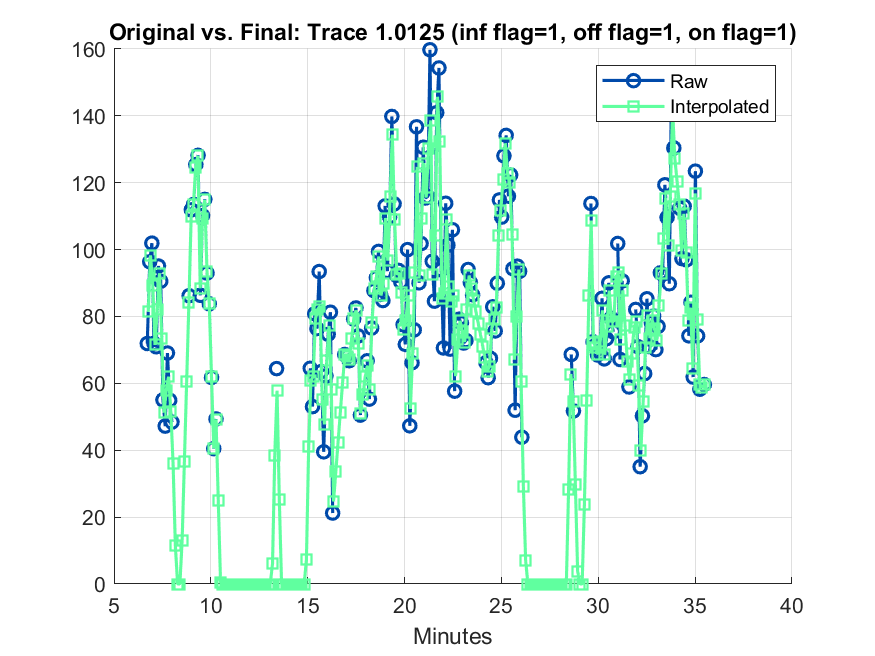 Original vs. Final: Trace 1.0125 (inf flag=1, off flag=1, on flag=1)
160
140
120
100
80
60
40
20
0
Raw
Interpolated
5 10 15 20 25 30 35 40
Minutes